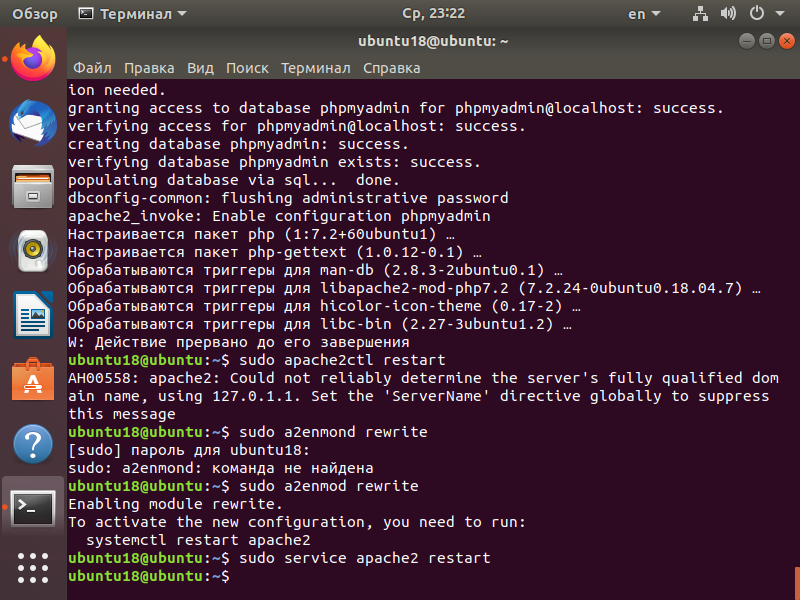 Обзор Терминал Ср, 23:22 en
ubuntu18@ubuntu: ~
Файл Правка Вид Поиск Терминал Справка
ion needed.
granting access to database phpmyadmin for phpmyadmin@localhost: success.
verifying access for phpmyadmin@localhost: success.
creating database phpmyadmin: success.
verifying database phpmyadmin exists: success.
populating database via sql...  done.
dbconfig-common: flushing administrative password
apache2_invoke: Enable configuration phpmyadmin
Настраивается пакет php (1:7.2+60ubuntu1) …
Настраивается пакет php-gettext (1.0.12-0.1) …
Обрабатываются триггеры для man-db (2.8.3-2ubuntu0.1) …
Обрабатываются триггеры для libapache2-mod-php7.2 (7.2.24-0ubuntu0.18.04.7) …
Обрабатываются триггеры для hicolor-icon-theme (0.17-2) …
Обрабатываются триггеры для libc-bin (2.27-3ubuntu1.2) …
W: Действие прервано до его завершения
ubuntu18@ubuntu:~$ sudo apache2ctl restart
AH00558: apache2: Could not reliably determine the server's fully qualified dom
ain name, using 127.0.1.1. Set the 'ServerName' directive globally to suppress
this message
ubuntu18@ubuntu:~$ sudo a2enmond rewrite
[sudo] пароль для ubuntu18:
sudo: a2enmond: команда не найдена
ubuntu18@ubuntu:~$ sudo a2enmod rewrite
Enabling module rewrite.
To activate the new configuration, you need to run:
  systemctl restart apache2
ubuntu18@ubuntu:~$ sudo service apache2 restart
ubuntu18@ubuntu:~$